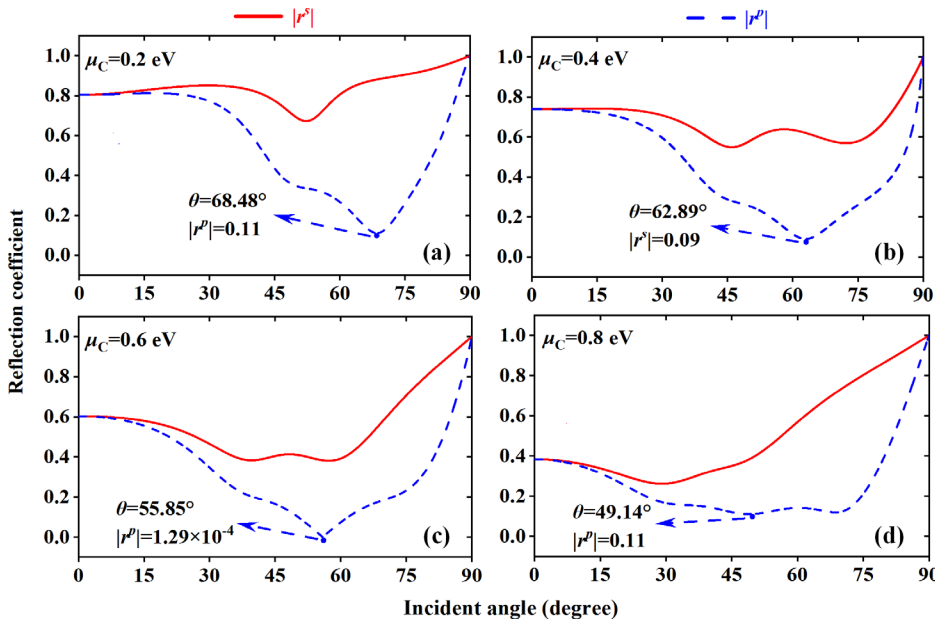 |r^s| |r^p|
Reflection coefficient
μ_C=0.2 eV
1.0
0.8
0.6
0.4
0.2
0.0
θ=68.48°
|r^p|=0.11
(a)
0 15 30 45 60 75 90
μ_C=0.4 eV
1.0
0.8
0.6
0.4
0.2
0.0
θ=62.89°
|r^s|=0.09
(b)
0 15 30 45 60 75 90
μ_C=0.6 eV
1.0
0.8
0.6
0.4
0.2
0.0
θ=55.85°
|r^p|=1.29×10^-4
(c)
0 15 30 45 60 75 90
μ_C=0.8 eV
1.0
0.8
0.6
0.4
0.2
0.0
θ=49.14°
|r^p|=0.11
(d)
0 15 30 45 60 75 90
Incident angle (degree)